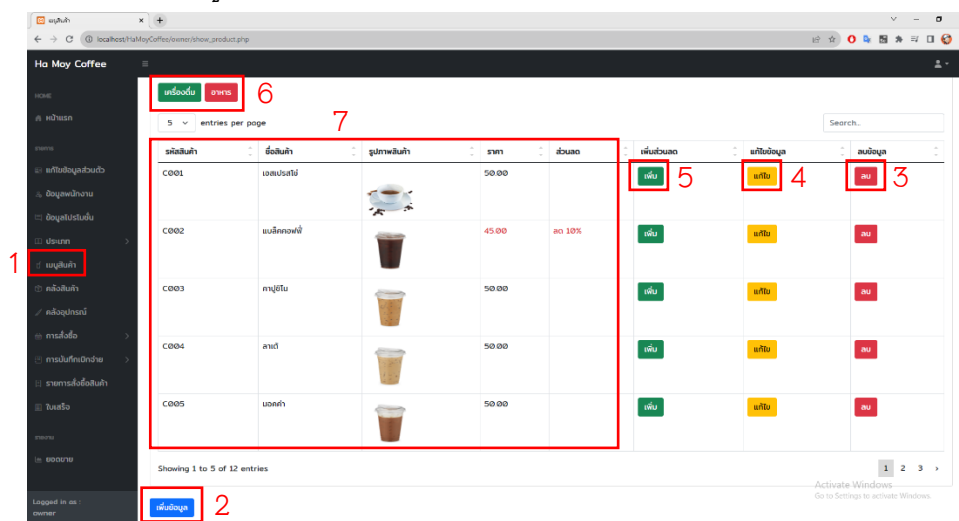 เมนูสินค้า
localhost/HaMoyCoffee/owner/show_product.php
Ha Moy Coffee
HOME
หน้าแรก
รายการ
แก้ไขข้อมูลส่วนตัว
ข้อมูลพนักงาน
ข้อมูลโปรโมชั่น
ประเภท
1 เมนูสินค้า
คลังสินค้า
คลังอุปกรณ์
การสั่งซื้อ
การบันทึกเบิกจ่าย
รายการสั่งซื้อสินค้า
ใบเสร็จ
รายงาน
ยอดขาย
Logged in as :
owner
เครื่องดื่ม อาหาร 6
5 entries per page 7 Search...
รหัสสินค้า ชื่อสินค้า รูปภาพสินค้า ราคา ส่วนลด เพิ่มส่วนลด แก้ไขข้อมูล ลบข้อมูล
C001 เอสเปรสโซ่ 50.00 เพิ่ม 5 แก้ไข 4 ลบ 3
C002 แบล็คคอฟฟี่ 45.00 ลด 10% เพิ่ม แก้ไข ลบ
C003 คาปูชิโน 50.00 เพิ่ม แก้ไข ลบ
C004 ลาเต้ 50.00 เพิ่ม แก้ไข ลบ
C005 มอคค่า 50.00 เพิ่ม แก้ไข ลบ
Showing 1 to 5 of 12 entries 1 2 3 ›
Activate Windows
Go to Settings to activate Windows.
เพิ่มข้อมูล 2